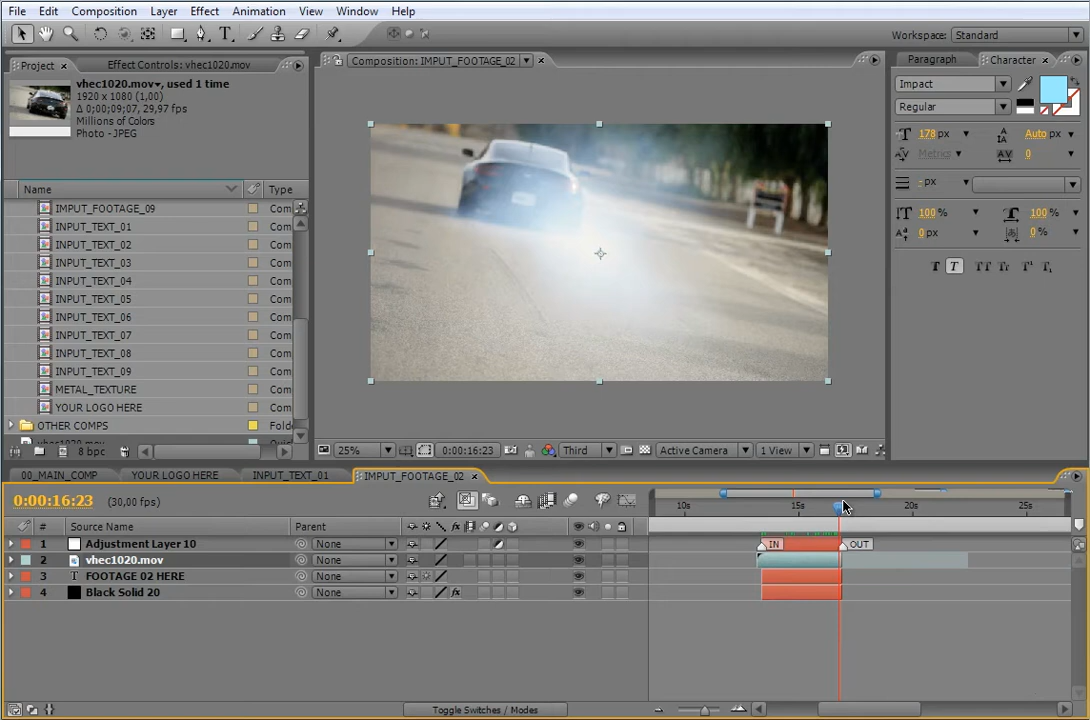 File Edit Composition Layer Effect Animation View Window Help
Workspace: Standard
Project Effect Controls: vhec1020.mov
Composition: IMPUT_FOOTAGE_02
Paragraph Character
vhec1020.mov, used 1 time
1920 x 1080 (1,00)
Δ 0;00;09;07, 29,97 fps
Millions of Colors
Photo - JPEG
Impact
Regular
178 px Auto px
Metrics 0
- px
100 % 100 %
0 px 0 %
T T TT Tr T¹ T₁
Name Type
IMPUT_FOOTAGE_09 Com
INPUT_TEXT_01 Com
INPUT_TEXT_02 Com
INPUT_TEXT_03 Com
INPUT_TEXT_04 Com
INPUT_TEXT_05 Com
INPUT_TEXT_06 Com
INPUT_TEXT_07 Com
INPUT_TEXT_08 Com
INPUT_TEXT_09 Com
METAL_TEXTURE Com
YOUR LOGO HERE Com
OTHER COMPS Folde
8 bpc
25% 0:00:16:23 Third Active Camera 1 View
00_MAIN_COMP YOUR LOGO HERE INPUT_TEXT_01 IMPUT_FOOTAGE_02
0:00:16:23 (30,00 fps)
10s 15s 20s 25s
# Source Name Parent
1 Adjustment Layer 10 None IN OUT
2 vhec1020.mov None
3 T FOOTAGE 02 HERE None
4 Black Solid 20 None
Toggle Switches / Modes